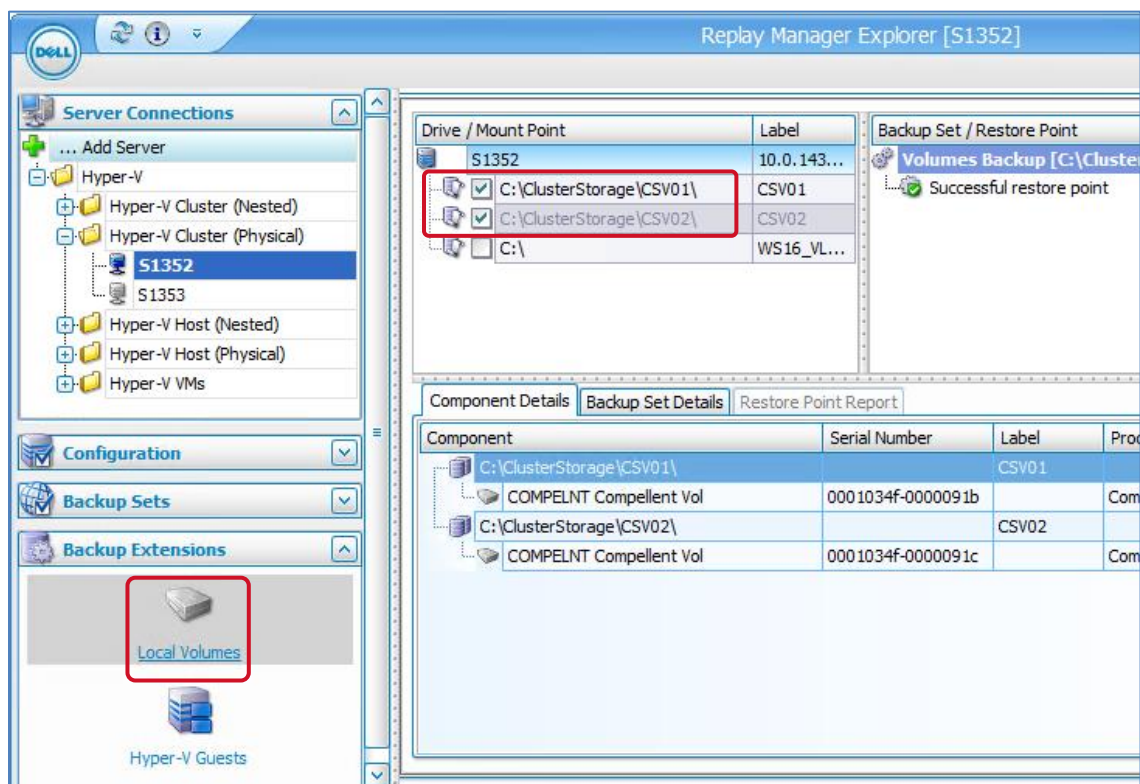 DELL
Replay Manager Explorer [S1352]
Server Connections
... Add Server
Hyper-V
Hyper-V Cluster (Nested)
Hyper-V Cluster (Physical)
S1352
S1353
Hyper-V Host (Nested)
Hyper-V Host (Physical)
Hyper-V VMs
Configuration
Backup Sets
Backup Extensions
Local Volumes
Hyper-V Guests
Drive / Mount Point Label
S1352 10.0.143...
C:\ClusterStorage\CSV01\ CSV01
C:\ClusterStorage\CSV02\ CSV02
C:\ WS16_VL...
Backup Set / Restore Point
Volumes Backup [C:\Cluste
Successful restore point
Component Details Backup Set Details Restore Point Report
Component Serial Number Label Prod
C:\ClusterStorage\CSV01\ CSV01
COMPELNT Compellent Vol 0001034f-0000091b Com
C:\ClusterStorage\CSV02\ CSV02
COMPELNT Compellent Vol 0001034f-0000091c Com